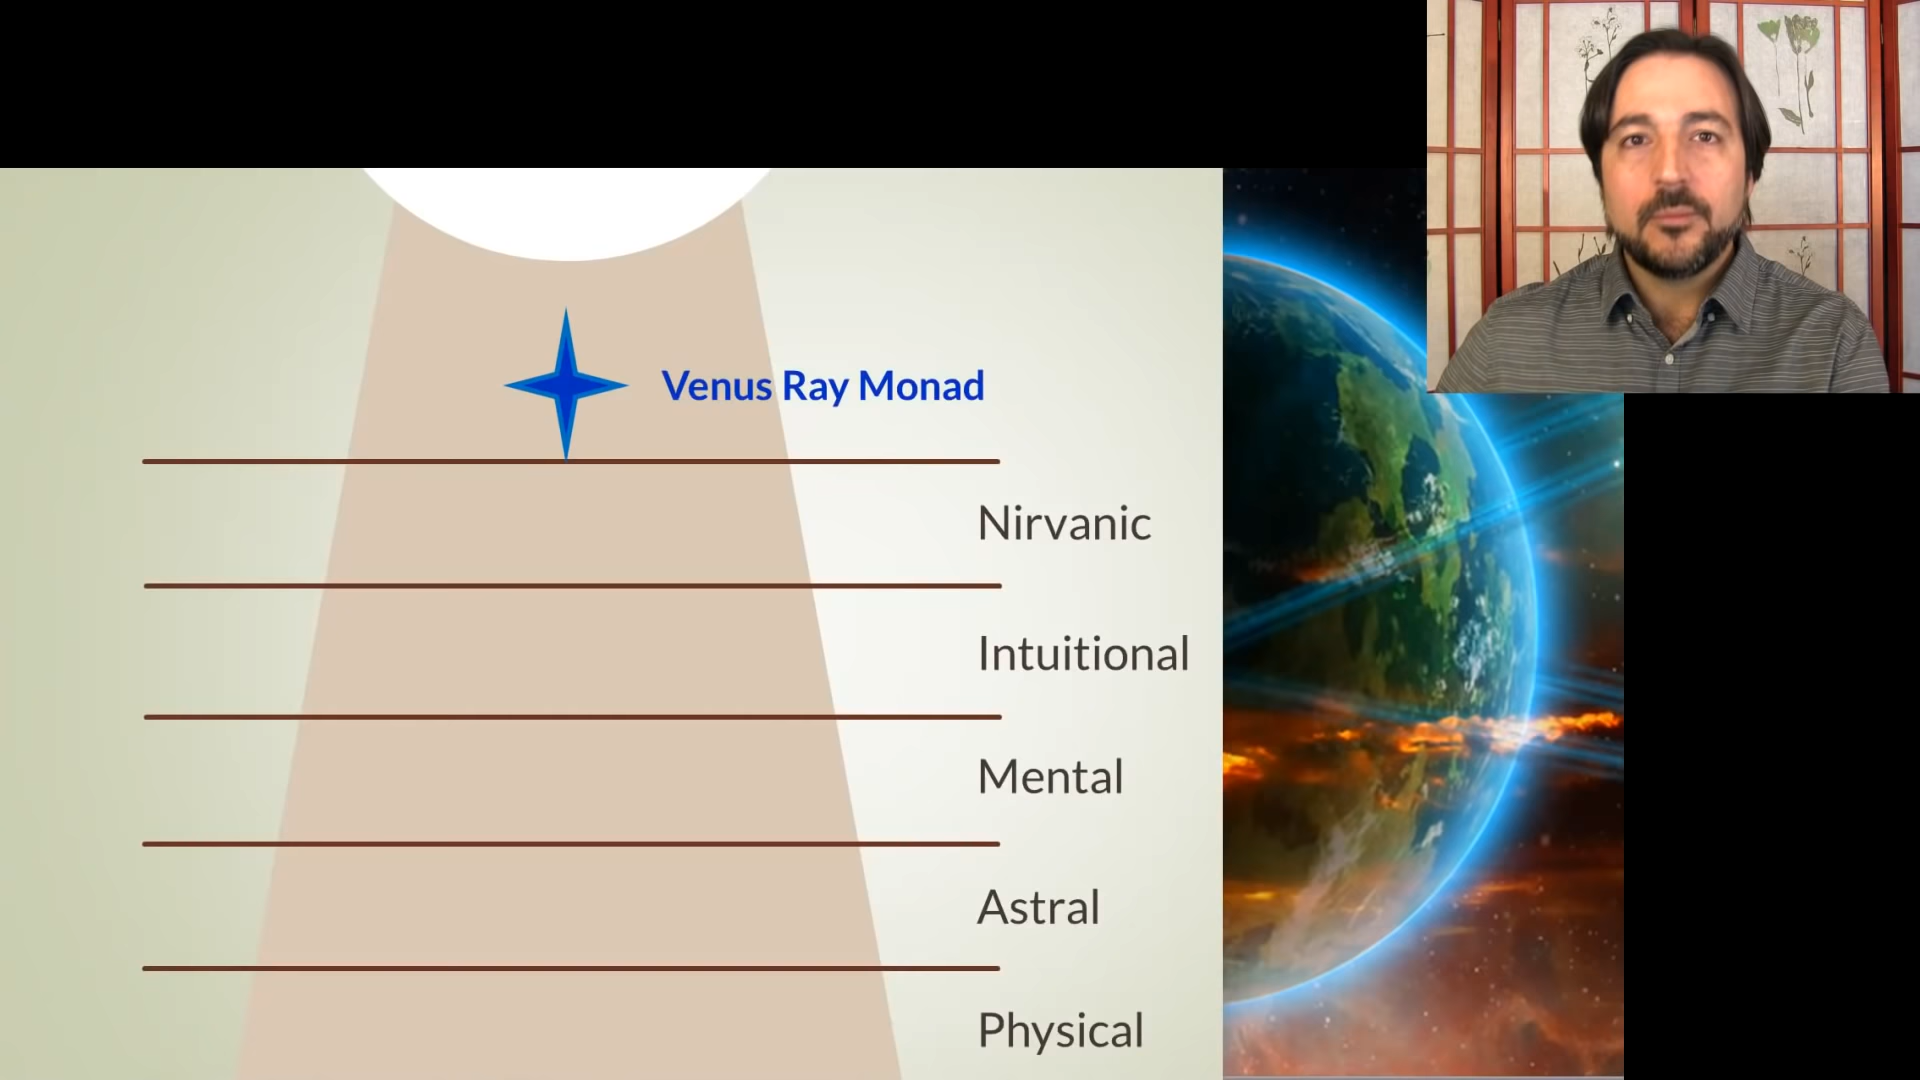 Venus Ray Monad
Nirvanic
Intuitional
Mental
Astral
Physical